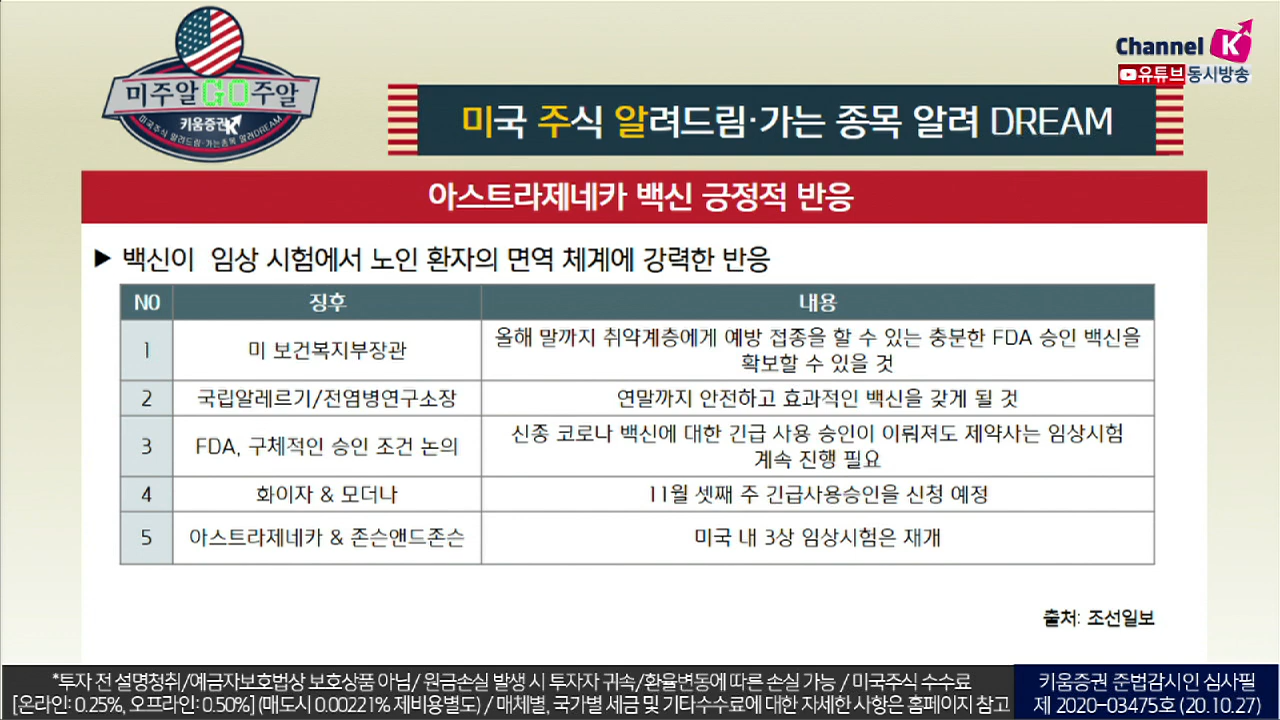 미주알GO주알
키움증권
미국주식 알려드림·가는종목 알려DREAM
Channel K
유튜브 동시방송
미국 주식 알려드림·가는 종목 알려 DREAM
아스트라제네카 백신 긍정적 반응
▶ 백신이 임상 시험에서 노인 환자의 면역 체계에 강력한 반응
NO 징후 내용
1 미 보건복지부장관 올해 말까지 취약계층에게 예방 접종을 할 수 있는 충분한 FDA 승인 백신을
확보할 수 있을 것
2 국립알레르기/전염병연구소장 연말까지 안전하고 효과적인 백신을 갖게 될 것
3 FDA, 구체적인 승인 조건 논의 신종 코로나 백신에 대한 긴급 사용 승인이 이뤄져도 제약사는 임상시험
계속 진행 필요
4 화이자 & 모더나 11월 셋째 주 긴급사용승인을 신청 예정
5 아스트라제네카 & 존슨앤드존슨 미국 내 3상 임상시험은 재개
출처: 조선일보
*투자 전 설명청취/예금자보호법상 보호상품 아님/ 원금손실 발생 시 투자자 귀속/환율변동에 따른 손실 가능 / 미국주식 수수료
[온라인: 0.25%, 오프라인: 0.50%] (매도시 0.00221% 제비용별도) / 매체별, 국가별 세금 및 기타수수료에 대한 자세한 사항은 홈페이지 참고
키움증권 준법감시인 심사필
제 2020-03475호 (20.10.27)